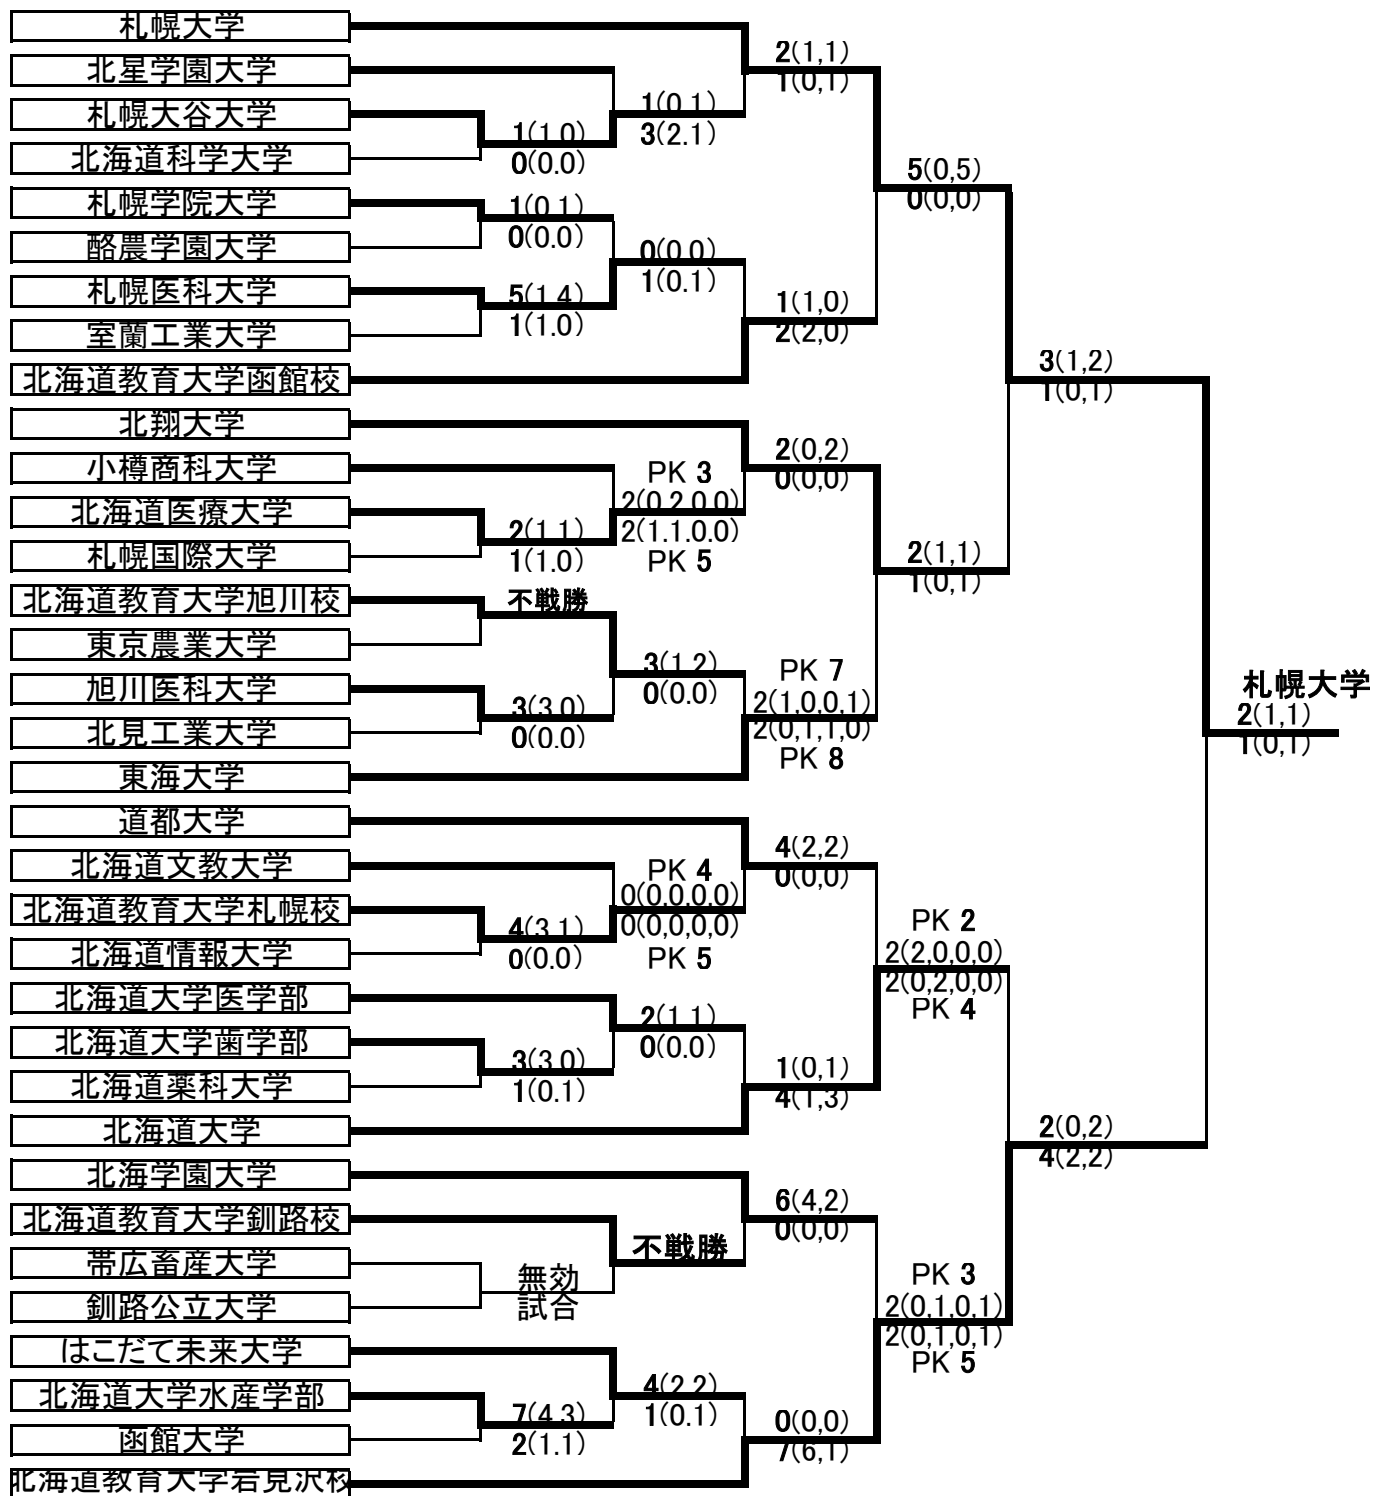 札幌大学
2(1,1)
北星学園大学
1(0,1)
1(0.1)
札幌大谷大学
1(1.0)
3(2.1)
北海道科学大学
0(0.0)
5(0,5)
札幌学院大学
1(0.1)
0(0,0)
0(0.0)
酪農学園大学
0(0.0)
1(0.1)
札幌医科大学
5(1.4)
1(1,0)
室蘭工業大学
1(1.0)
2(2,0)
3(1,2)
北海道教育大学函館校
1(0,1)
北翔大学
2(0,2)
小樽商科大学
PK 3
0(0,0)
2(0.2.0.0)
北海道医療大学
2(1.1)
2(1.1.0.0)
2(1,1)
札幌国際大学
1(1.0)
PK 5
1(0,1)
北海道教育大学旭川校
不戦勝
東京農業大学
3(1.2)
PK 7
札幌大学
旭川医科大学
3(3.0)
0(0.0)
2(1,0,0,1)
2(1,1)
北見工業大学
0(0.0)
2(0,1,1,0)
1(0,1)
PK 8
東海大学
道都大学
4(2,2)
北海道文教大学
PK 4
0(0,0)
0(0,0,0,0)
北海道教育大学札幌校
4(3.1)
0(0,0,0,0)
PK 2
北海道情報大学
0(0.0)
PK 5
2(2,0,0,0)
2(0,2,0,0)
北海道大学医学部
2(1.1)
PK 4
北海道大学歯学部
3(3.0)
0(0.0)
1(0,1)
北海道薬科大学
1(0.1)
4(1,3)
北海道大学
2(0,2)
4(2,2)
北海学園大学
6(4,2)
北海道教育大学釧路校
0(0,0)
不戦勝
帯広畜産大学
無効
PK 3
釧路公立大学
試合
2(0,1,0,1)
2(0,1,0,1)
はこだて未来大学
PK 5
4(2.2)
北海道大学水産学部
7(4.3)
1(0.1)
0(0,0)
函館大学
2(1.1)
7(6,1)
北海道教育大学岩見沢校